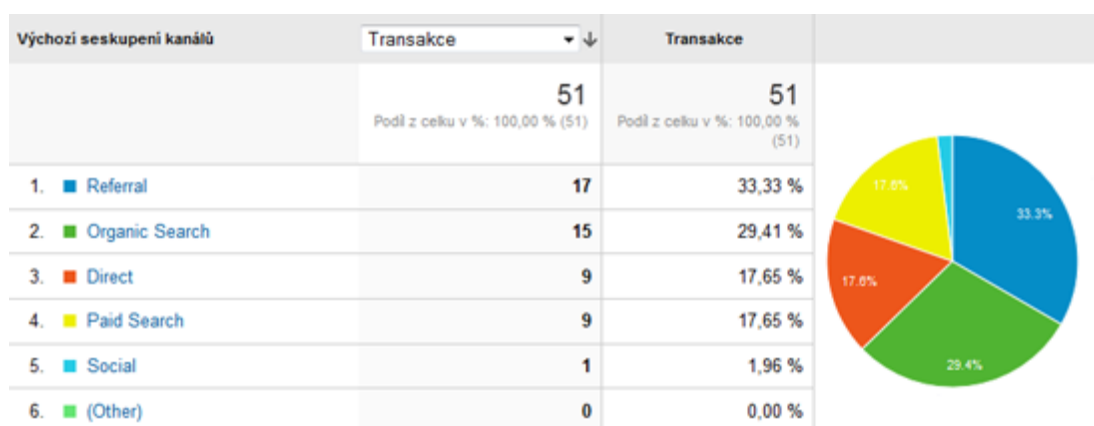 Výchozí seskupení kanálů Transakce Transakce
51 51
Podíl z celku v %: 100,00 % (51) Podíl z celku v %: 100,00 %
(51)
1. Referral 17 33,33 %
2. Organic Search 15 29,41 %
3. Direct 9 17,65 %
4. Paid Search 9 17,65 %
5. Social 1 1,96 %
6. (Other) 0 0,00 %
17.6%
33.3%
17.6%
29.4%